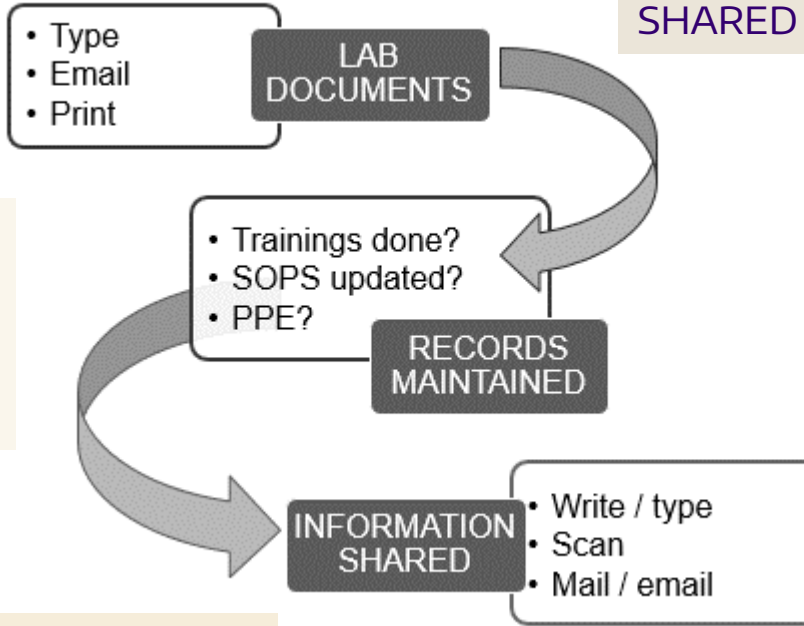 SHARED
• Type
• Email
• Print
LAB
DOCUMENTS
• Trainings done?
• SOPS updated?
• PPE?
RECORDS
MAINTAINED
INFORMATION
SHARED
• Write / type
• Scan
• Mail / email